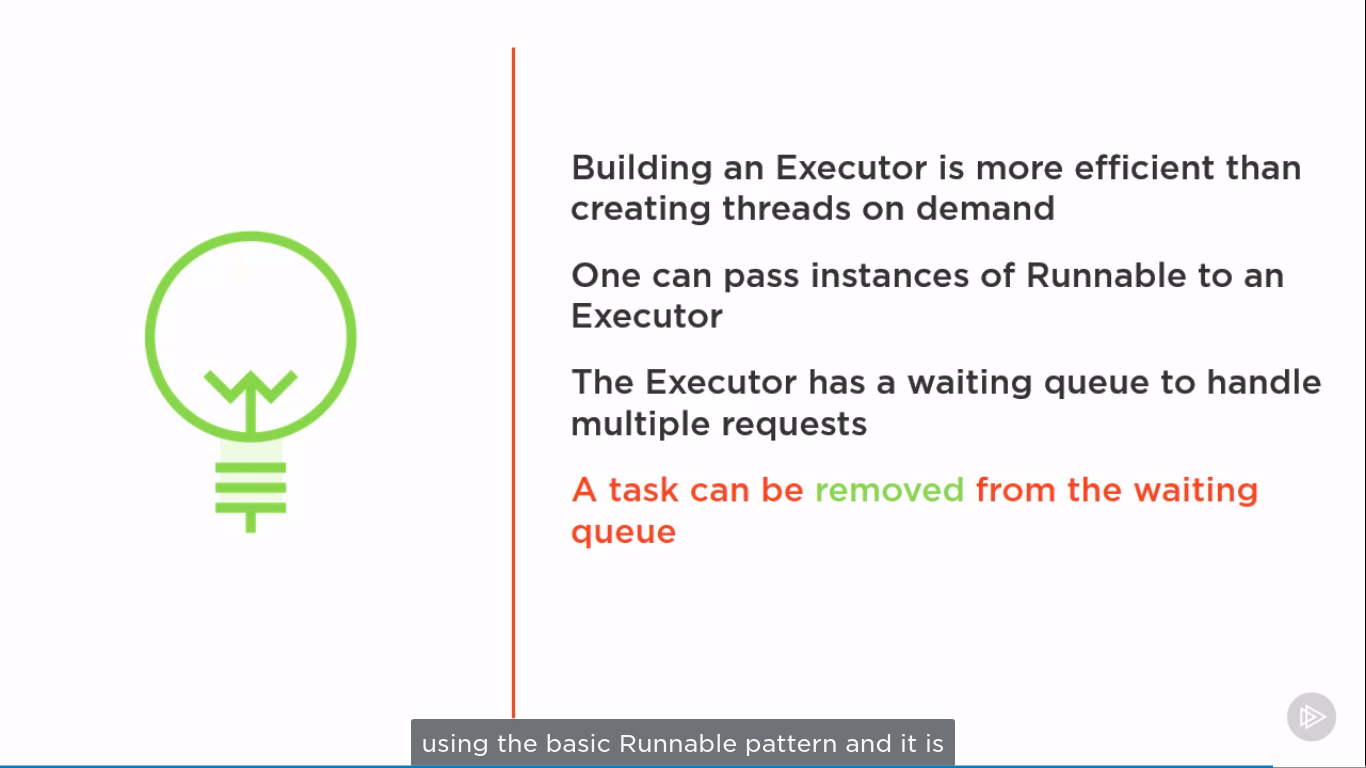 Building an Executor is more efficient than
creating threads on demand
One can pass instances of Runnable to an
Executor
The Executor has a waiting queue to handle
multiple requests
A task can be removed from the waiting
queue
using the basic Runnable pattern and it is